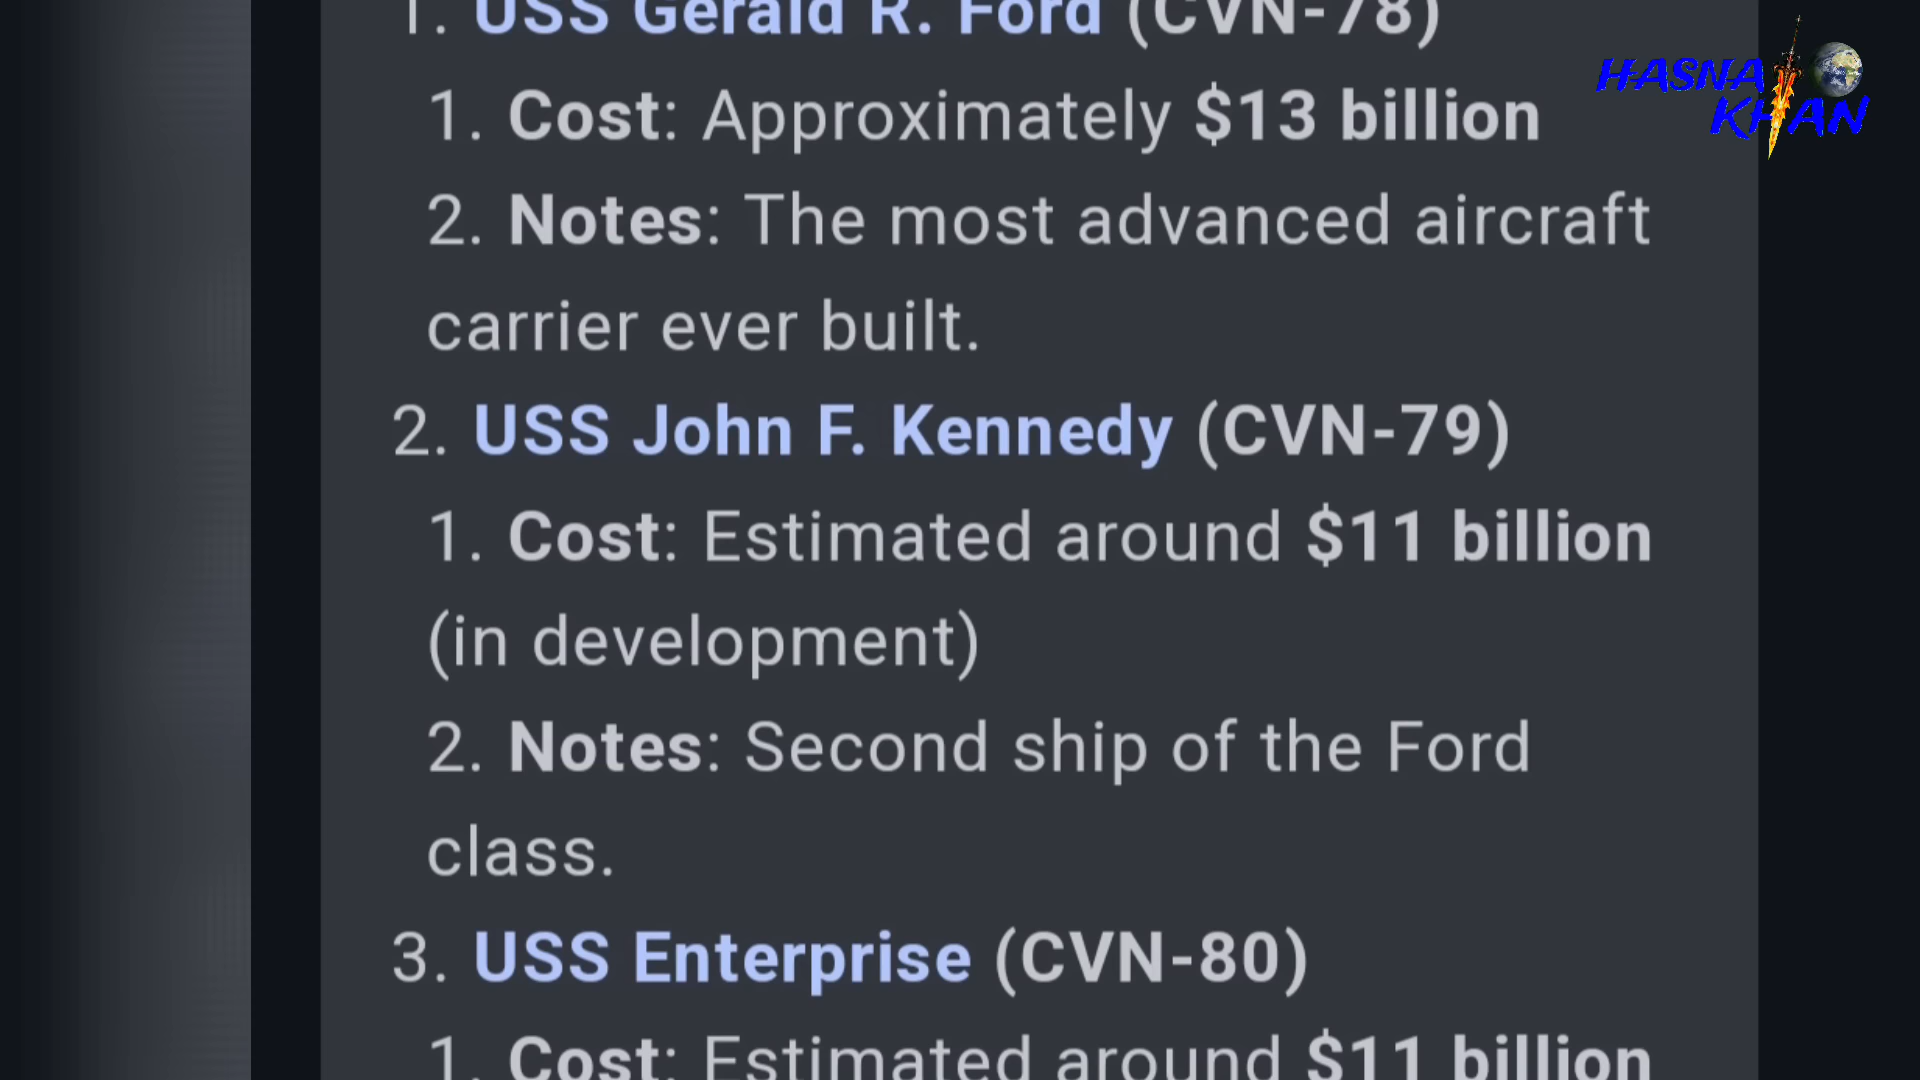 1. USS Gerald R. Ford (CVN-78)
HASNA
KHAN
1. Cost: Approximately $13 billion
2. Notes: The most advanced aircraft
carrier ever built.
2. USS John F. Kennedy (CVN-79)
1. Cost: Estimated around $11 billion
(in development)
2. Notes: Second ship of the Ford
class.
3. USS Enterprise (CVN-80)
1. Cost: Estimated around $11 billion